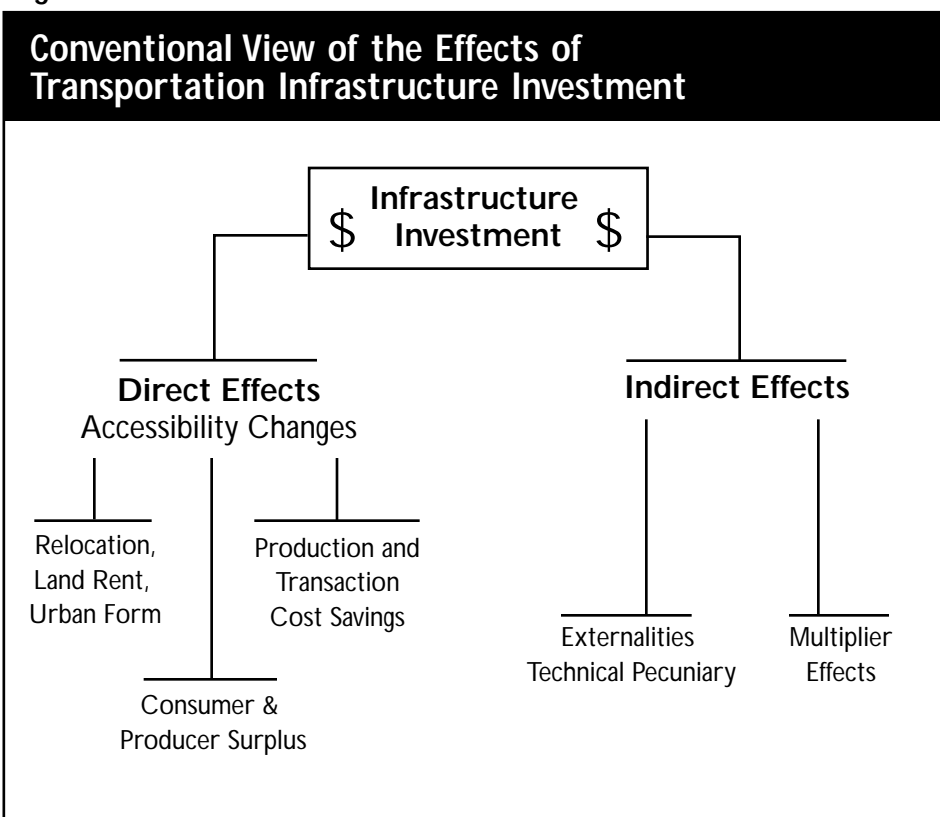 Conventional View of the Effects of
Transportation Infrastructure Investment
$ Infrastructure $
Investment
Direct Effects
Accessibility Changes
Relocation,
Land Rent,
Urban Form
Production and
Transaction
Cost Savings
Consumer &
Producer Surplus
Indirect Effects
Externalities
Technical Pecuniary
Multiplier
Effects